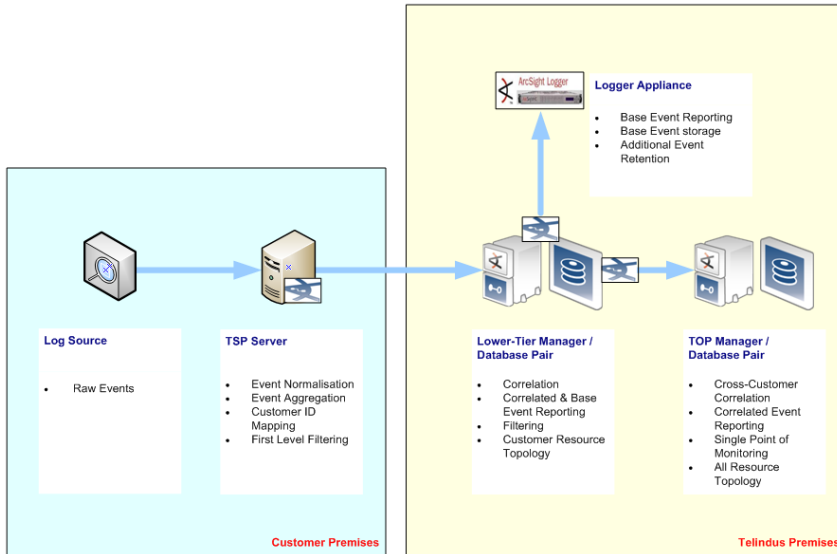 ArcSight Logger
Logger Appliance
• Base Event Reporting
• Base Event storage
• Additional Event
Retention
Log Source
• Raw Events
TSP Server
• Event Normalisation
• Event Aggregation
• Customer ID
Mapping
• First Level Filtering
Lower-Tier Manager /
Database Pair
• Correlation
• Correlated & Base
Event Reporting
• Filtering
• Customer Resource
Topology
TOP Manager /
Database Pair
• Cross-Customer
Correlation
• Correlated Event
Reporting
• Single Point of
Monitoring
• All Resource
Topology
Customer Premises
Telindus Premises